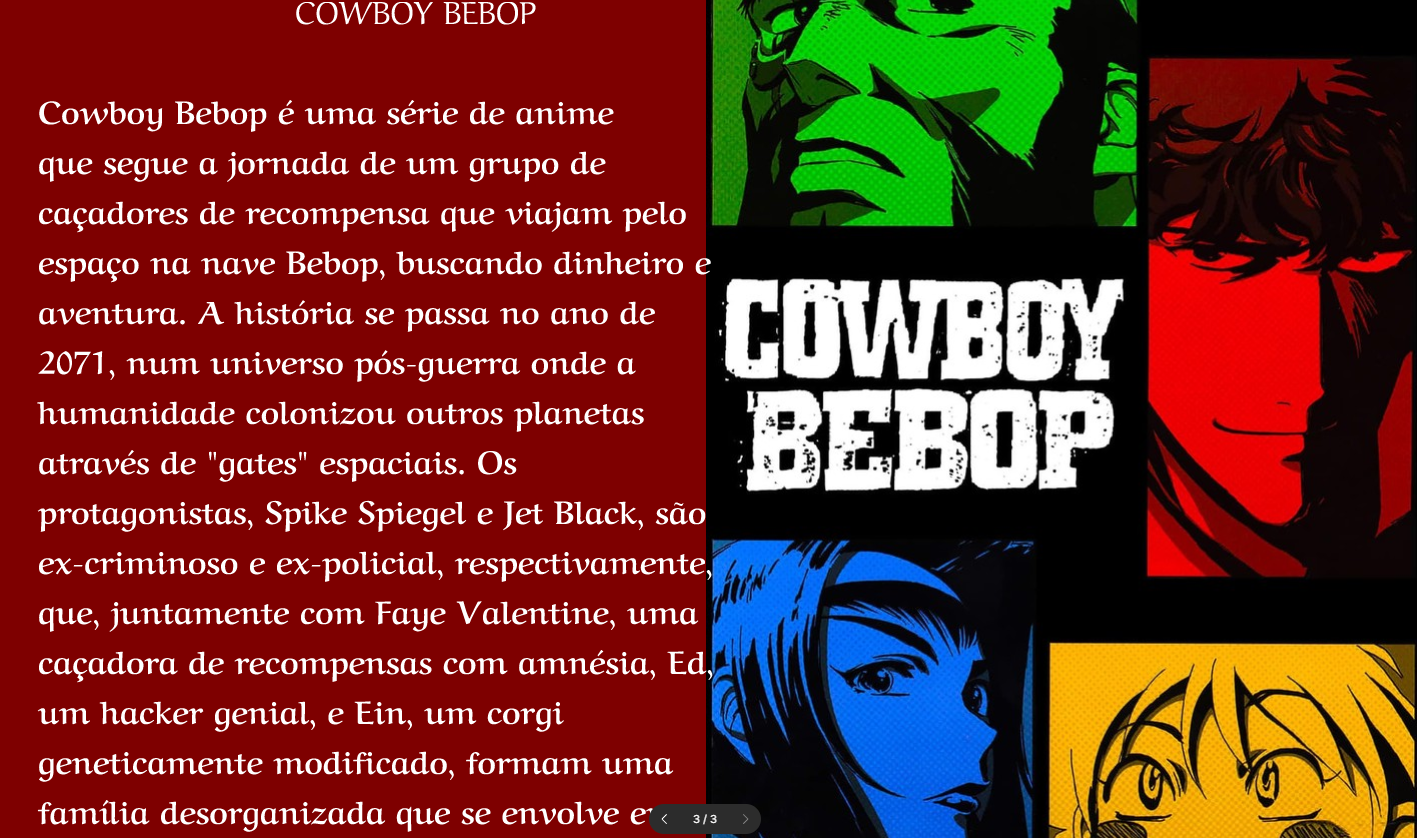 COWBOY BEBOP
Cowboy Bebop é uma série de anime
que segue a jornada de um grupo de
caçadores de recompensa que viajam pelo
espaço na nave Bebop, buscando dinheiro e
aventura. A história se passa no ano de
2071, num universo pós-guerra onde a
humanidade colonizou outros planetas
através de "gates" espaciais. Os
protagonistas, Spike Spiegel e Jet Black, são
ex-criminoso e ex-policial, respectivamente,
que, juntamente com Faye Valentine, uma
caçadora de recompensas com amnésia, Ed,
um hacker genial, e Ein, um corgi
geneticamente modificado, formam uma
família desorganizada que se envolve
COWBOY
BEBOP
3 / 3